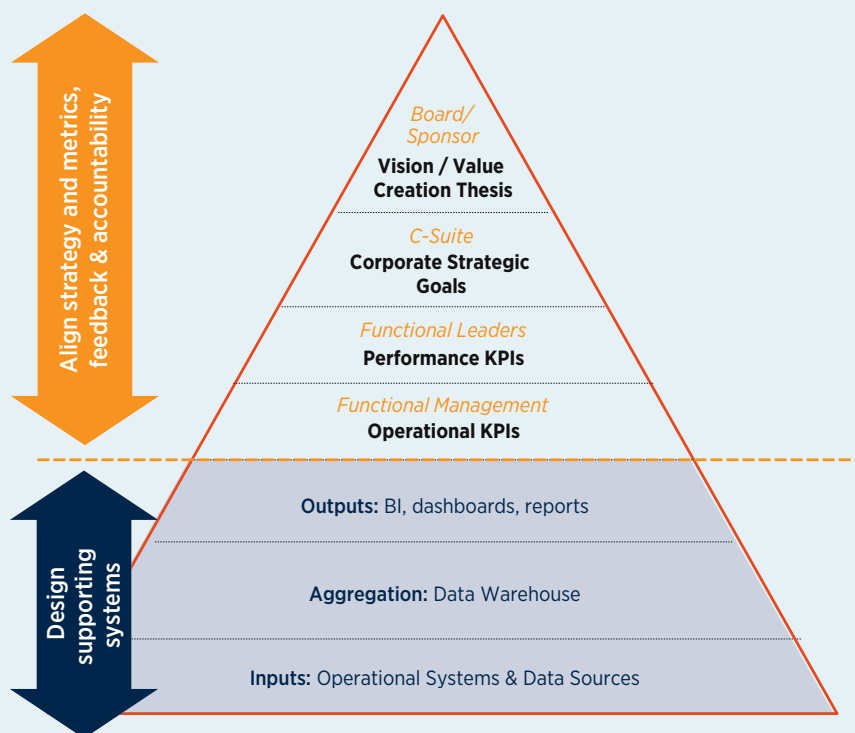 Align strategy and metrics,
feedback & accountability
Board/
Sponsor
Vision / Value
Creation Thesis
C-Suite
Corporate Strategic
Goals
Functional Leaders
Performance KPIs
Functional Management
Operational KPIs
Design
supporting
systems
Outputs: BI, dashboards, reports
Aggregation: Data Warehouse
Inputs: Operational Systems & Data Sources